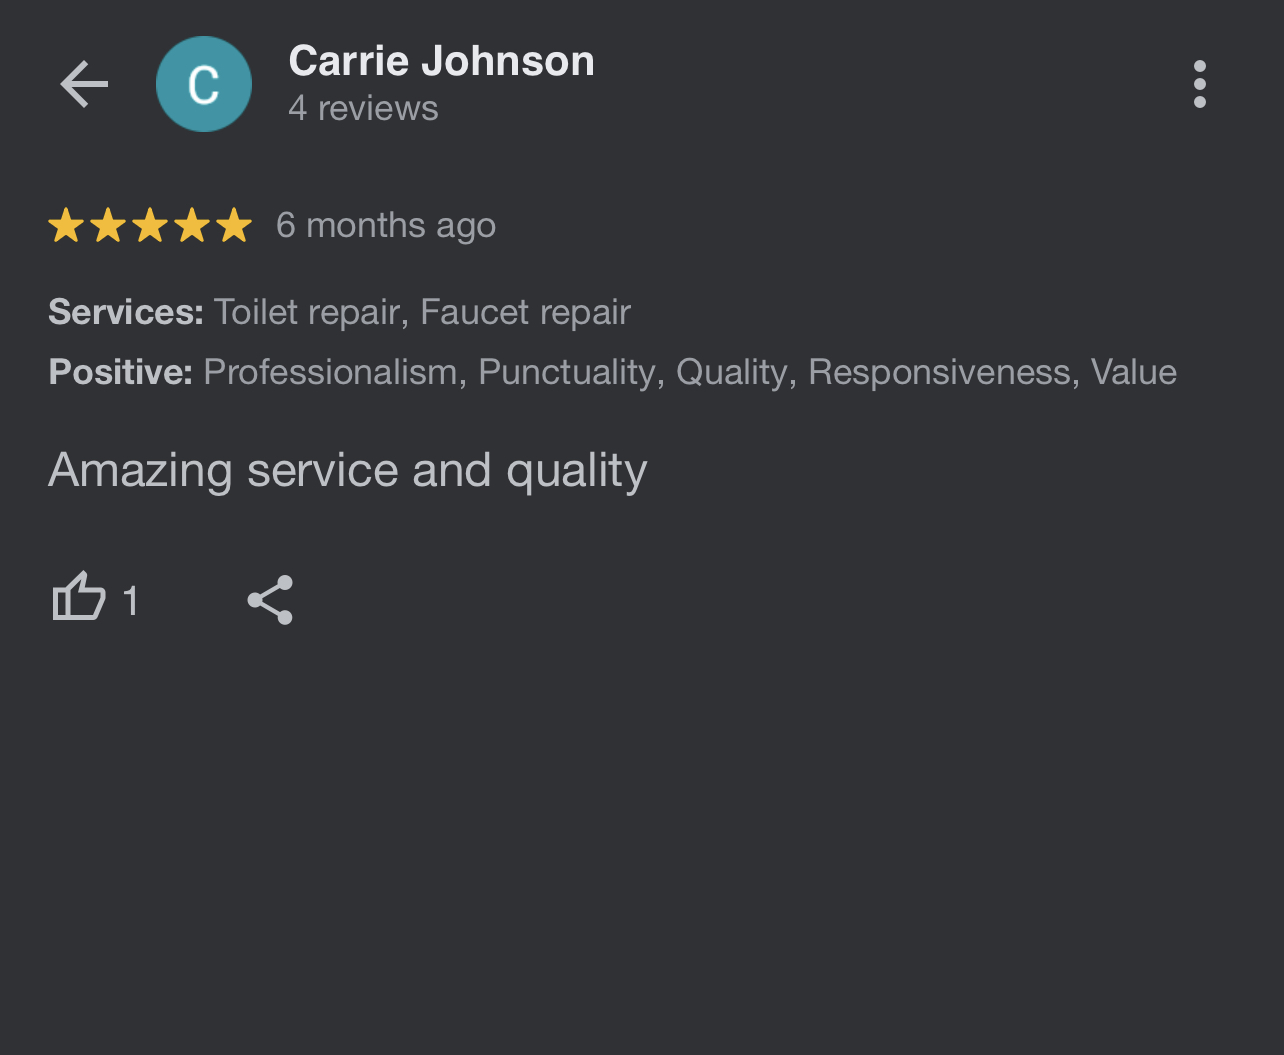 C
Carrie Johnson
4 reviews
6 months ago
Services: Toilet repair, Faucet repair
Positive: Professionalism, Punctuality, Quality, Responsiveness, Value
Amazing service and quality
1